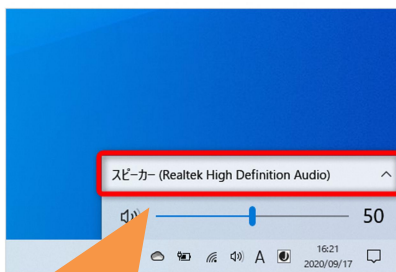 スピーカー (Realtek High Definition Audio)
50
A
16:21
2020/09/17